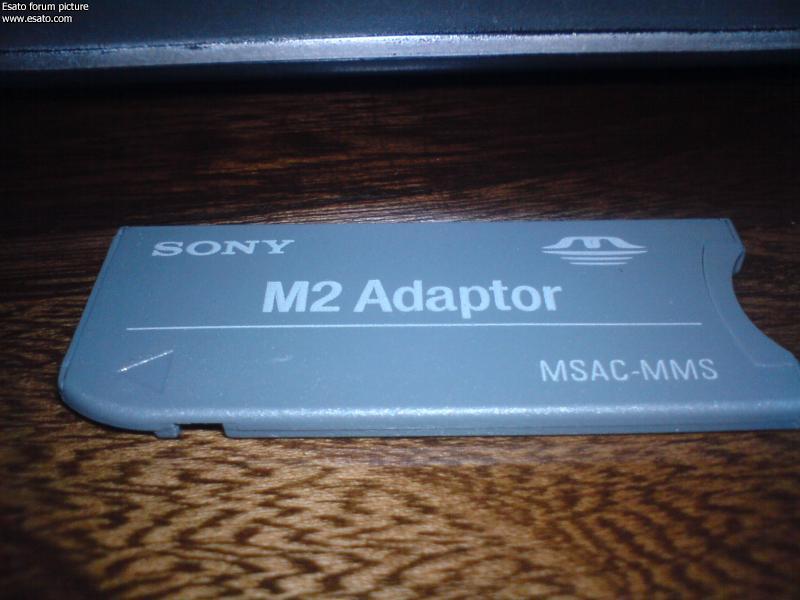 Esato forum picture
www.esato.com
SONY
M2 Adaptor
MSAC-MMS